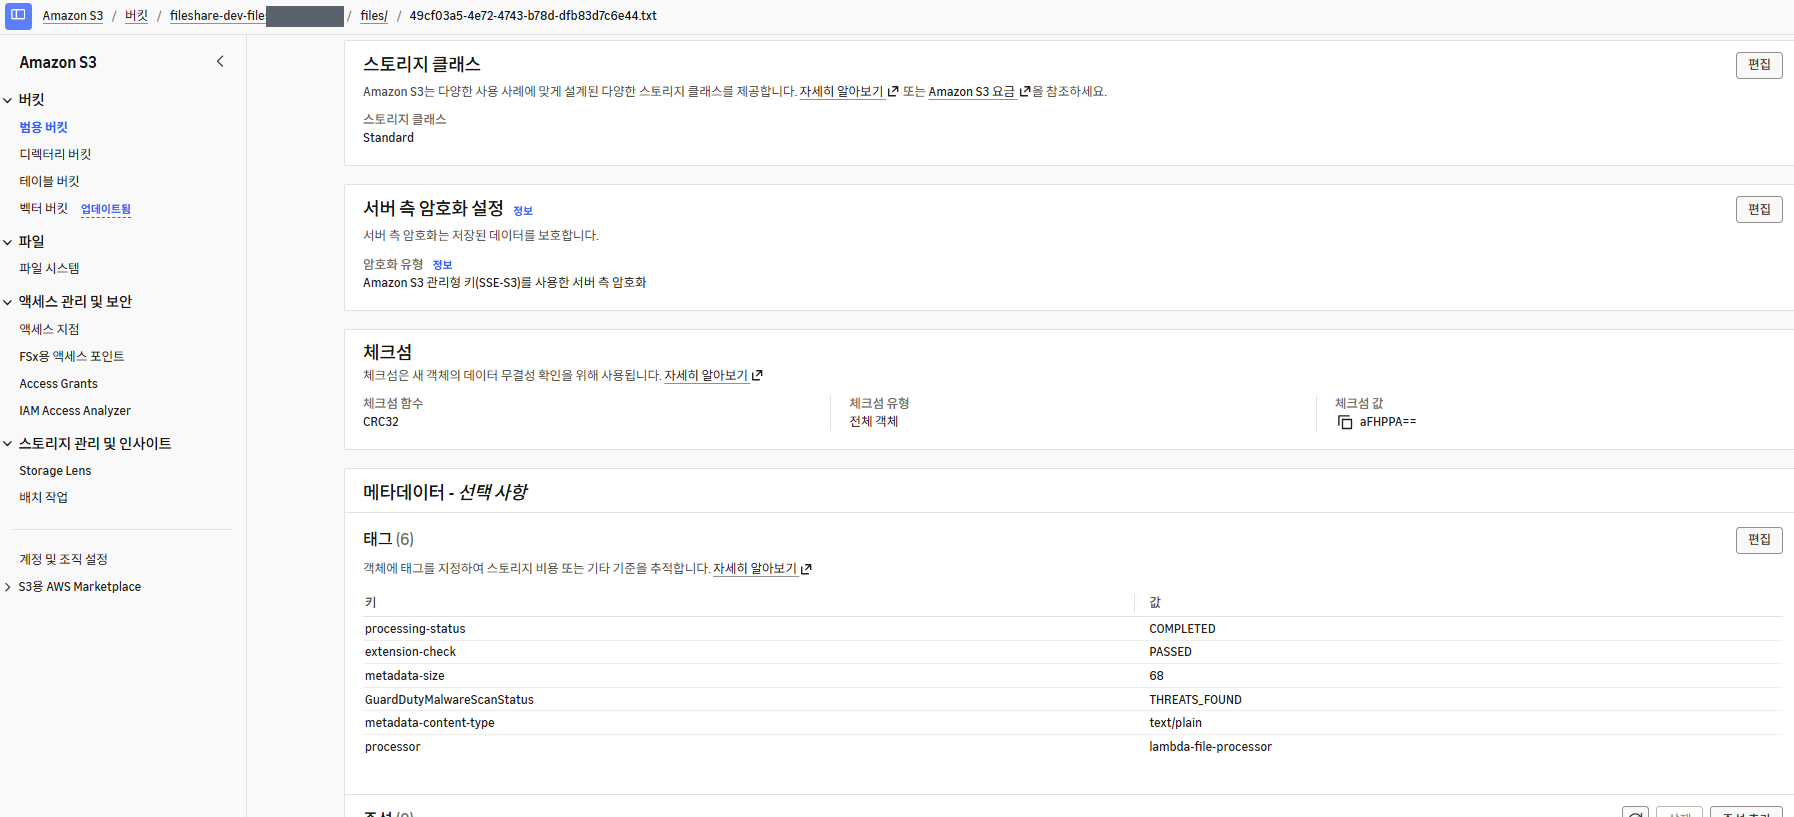 Amazon S3 / 버킷 / fileshare-dev-file / files/ / 49cf03a5-4e72-4743-b78d-dfb83d7c6e44.txt
Amazon S3
버킷
범용 버킷
디렉터리 버킷
테이블 버킷
벡터 버킷 업데이트됨
파일
파일 시스템
액세스 관리 및 보안
액세스 지점
FSx용 액세스 포인트
Access Grants
IAM Access Analyzer
스토리지 관리 및 인사이트
Storage Lens
배치 작업
계정 및 조직 설정
S3용 AWS Marketplace
스토리지 클래스
편집
Amazon S3는 다양한 사용 사례에 맞게 설계된 다양한 스토리지 클래스를 제공합니다. 자세히 알아보기 또는 Amazon S3 요금 을 참조하세요.
스토리지 클래스
Standard
서버 측 암호화 설정 정보
편집
서버 측 암호화는 저장된 데이터를 보호합니다.
암호화 유형 정보
Amazon S3 관리형 키(SSE-S3)를 사용한 서버 측 암호화
체크섬
체크섬은 새 객체의 데이터 무결성 확인을 위해 사용됩니다. 자세히 알아보기
체크섬 함수
CRC32
체크섬 유형
전체 객체
체크섬 값
aFHPPA==
메타데이터 - 선택 사항
태그 (6)
편집
객체에 태그를 지정하여 스토리지 비용 또는 기타 기준을 추적합니다. 자세히 알아보기
키 값
processing-status COMPLETED
extension-check PASSED
metadata-size 68
GuardDutyMalwareScanStatus THREATS_FOUND
metadata-content-type text/plain
processor lambda-file-processor